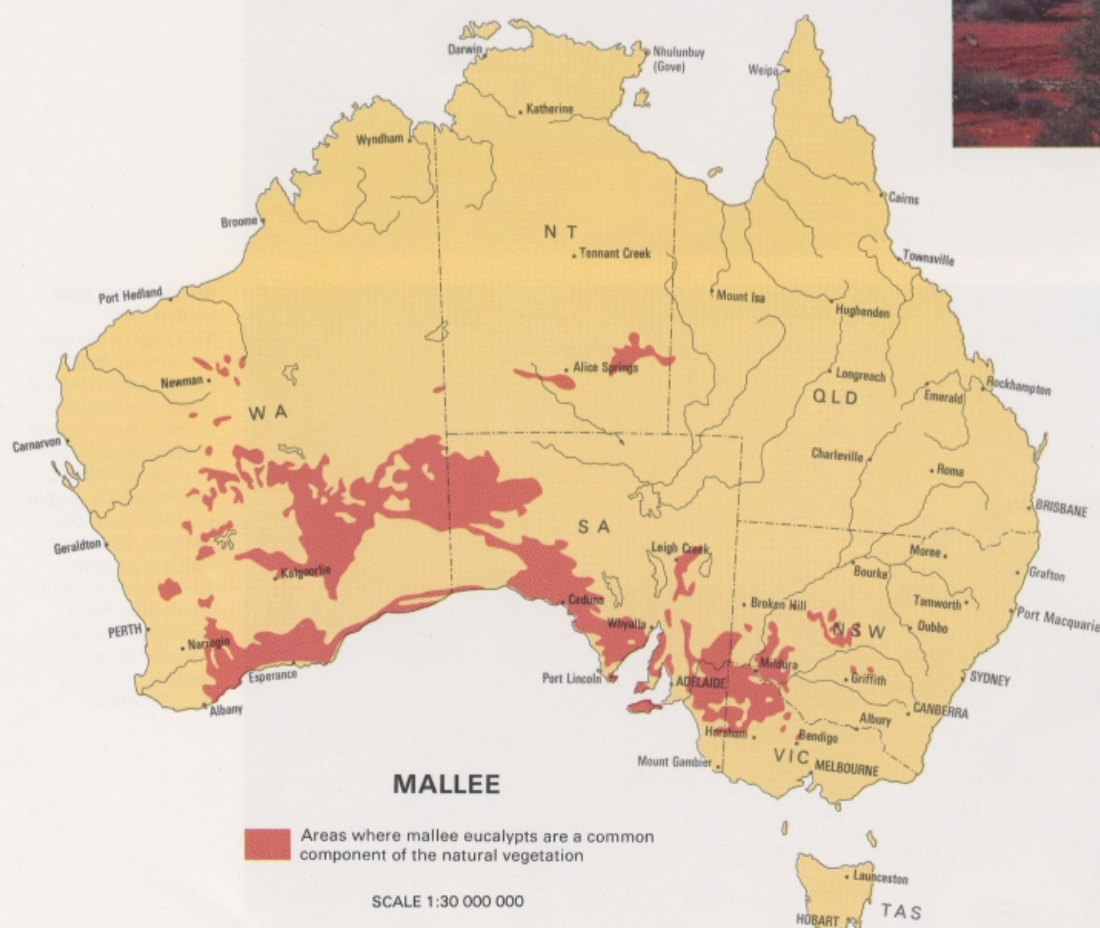 Darwin
Nhulunbuy
(Gove)
Weipa
Katherine
Wyndham
Cairns
Broome
N T
Tennant Creek
Townsville
Port Hedland
Mount Isa
Hughenden
Alice Springs
Newman
Longreach
Rockhampton
W A
QLD
Emerald
Carnarvon
Charleville
Roma
BRISBANE
S A
Geraldton
Leigh Creek
Moree
Kalgoorlie
Bourke
Grafton
Ceduna
Broken Hill
Tamworth
PERTH
Whyalla
N S W
Dubbo
Port Macquarie
Narrogin
Mildura
Esperance
Port Lincoln
ADELAIDE
Griffith
SYDNEY
Albany
CANBERRA
Albury
Horsham
Bendigo
Mount Gambier
VIC
MELBOURNE
MALLEE
Areas where mallee eucalypts are a common
component of the natural vegetation
Launceston
SCALE 1:30 000 000
TAS
HOBART